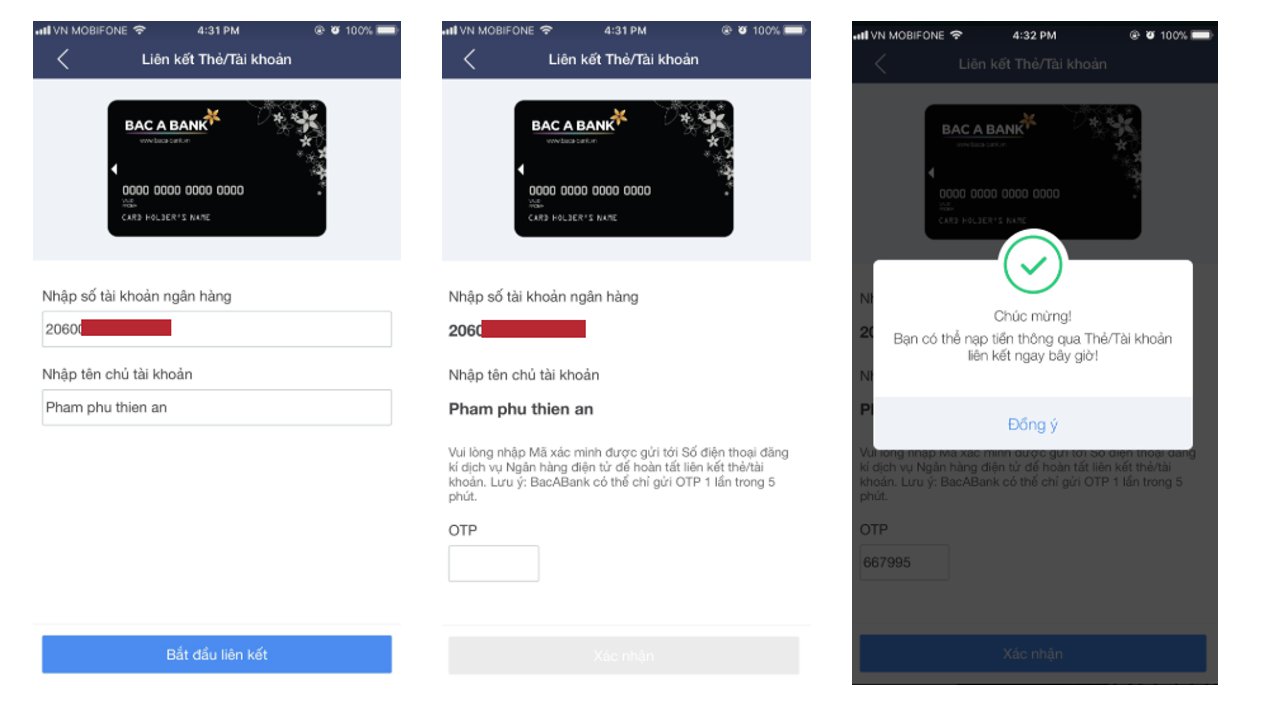 VN MOBIFONE 4:31 PM 100%
Liên kết Thẻ/Tài khoản
BAC A BANK
www.baca-bank.vn
0000 0000 0000 0000
CARD HOLDER'S NAME
Nhập số tài khoản ngân hàng
20600
Nhập tên chủ tài khoản
Pham phu thien an
Bắt đầu liên kết
VN MOBIFONE 4:31 PM 100%
Liên kết Thẻ/Tài khoản
BAC A BANK
www.baca-bank.vn
0000 0000 0000 0000
CARD HOLDER'S NAME
Nhập số tài khoản ngân hàng
2060
Nhập tên chủ tài khoản
Pham phu thien an
Vui lòng nhập Mã xác minh được gửi tới Số điện thoại đăng
kí dịch vụ Ngân hàng điện tử để hoàn tất liên kết thẻ/tài
khoản. Lưu ý: BacABank có thể chỉ gửi OTP 1 lần trong 5
phút.
OTP
Xác nhận
VN MOBIFONE 4:32 PM 100%
Liên kết Thẻ/Tài khoản
BAC A BANK
www.baca-bank.vn
0000 0000 0000 0000
CARD HOLDER'S NAME
Chúc mừng!
Bạn có thể nạp tiền thông qua Thẻ/Tài khoản
liên kết ngay bây giờ!
Đồng ý
Vui lòng nhập Mã xác minh được gửi tới Số điện thoại đăng
kí dịch vụ Ngân hàng điện tử để hoàn tất liên kết thẻ/tài
khoản. Lưu ý: BacABank có thể chỉ gửi OTP 1 lần trong 5
phút.
OTP
667995
Xác nhận